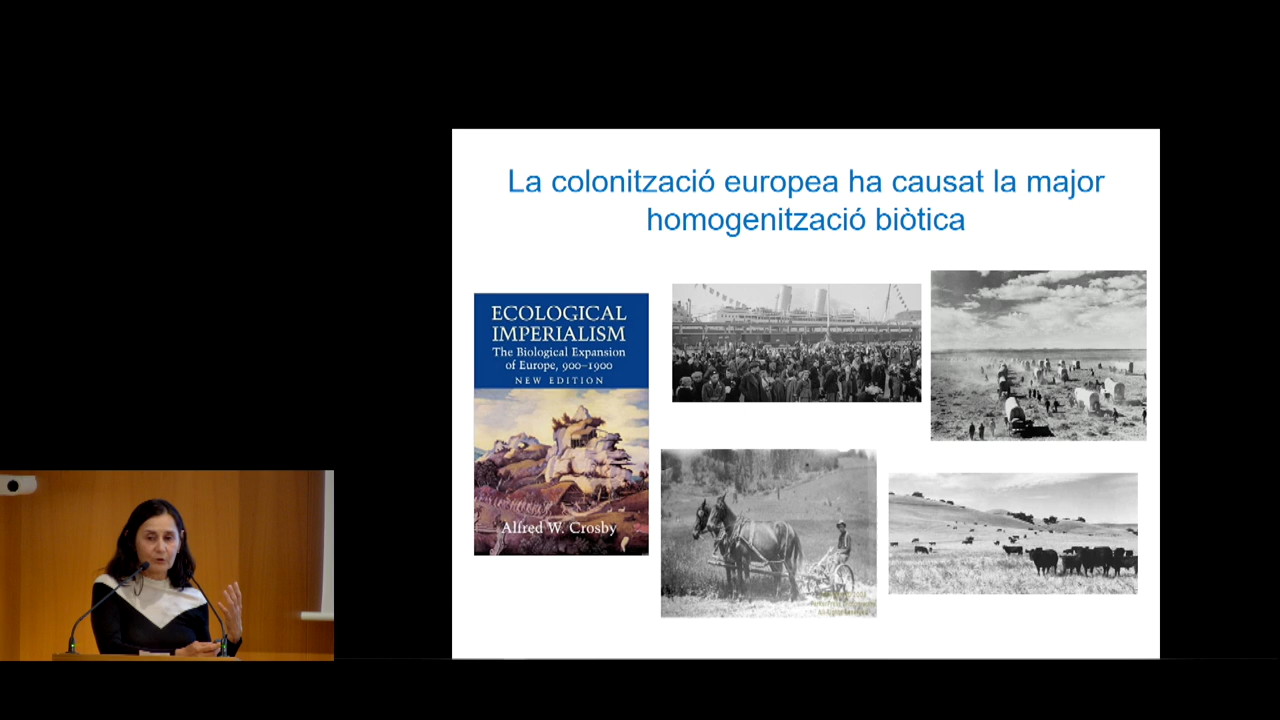 La colonització europea ha causat la major
homogenització biòtica
ECOLOGICAL
IMPERIALISM
The Biological Expansion
of Europe, 900–1900
NEW EDITION
Alfred W. Crosby